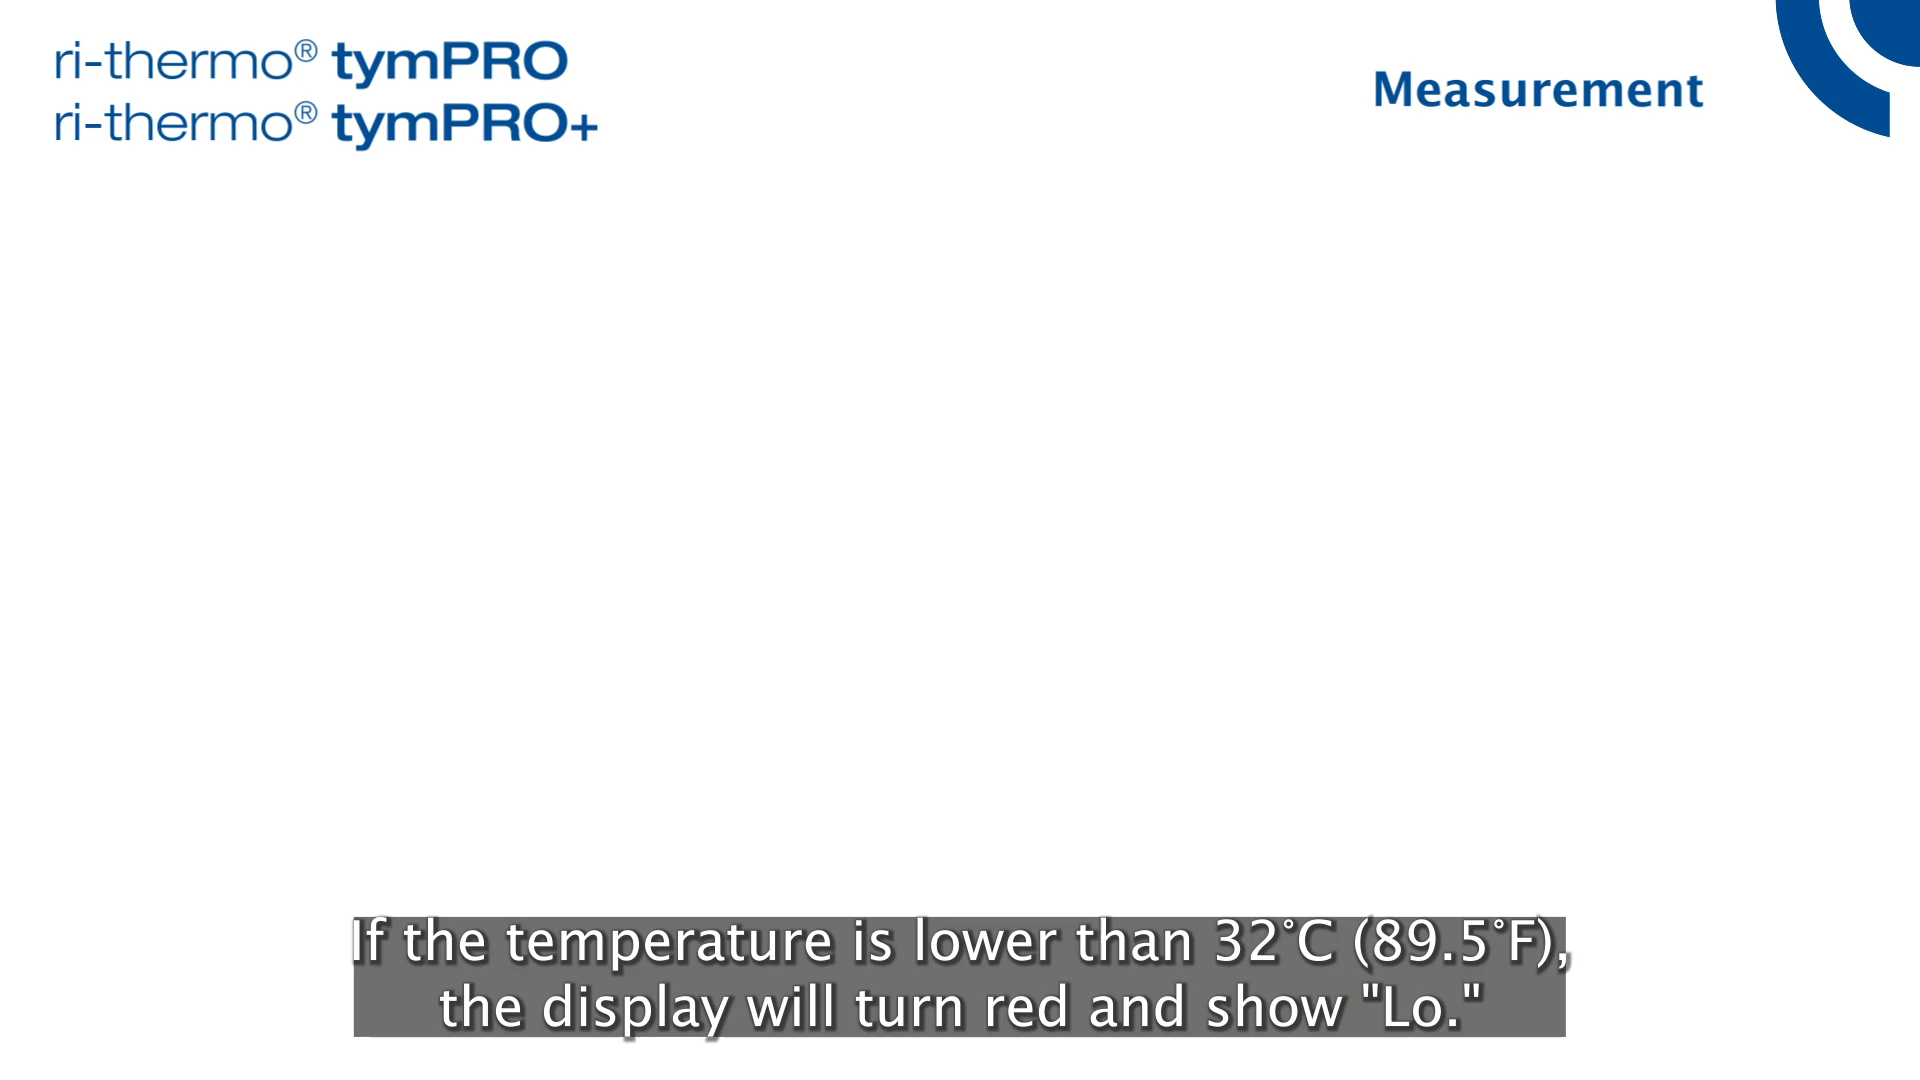 ri-thermo® tymPRO
ri-thermo® tymPRO+
Measurement
If the temperature is lower than 32°C (89.5°F),
the display will turn red and show "Lo."